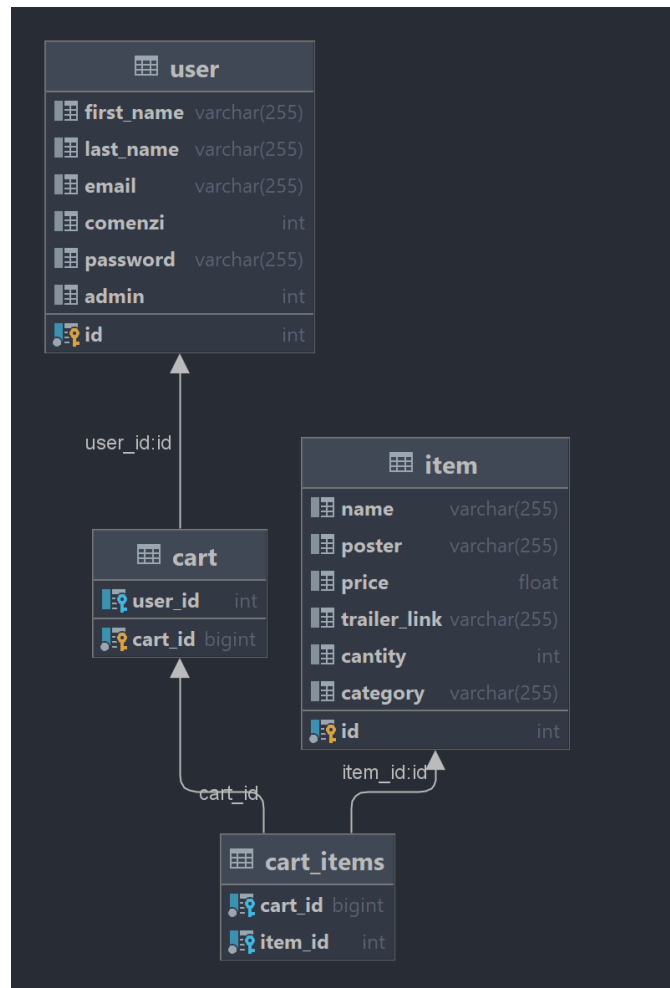 user
first_name varchar(255)
last_name varchar(255)
email varchar(255)
comenzi int
password varchar(255)
admin int
id int
user_id:id
item
name varchar(255)
poster varchar(255)
price float
trailer_link varchar(255)
cantity int
category varchar(255)
id int
cart
user_id int
cart_id bigint
item_id:id
cart_id
cart_items
cart_id bigint
item_id int